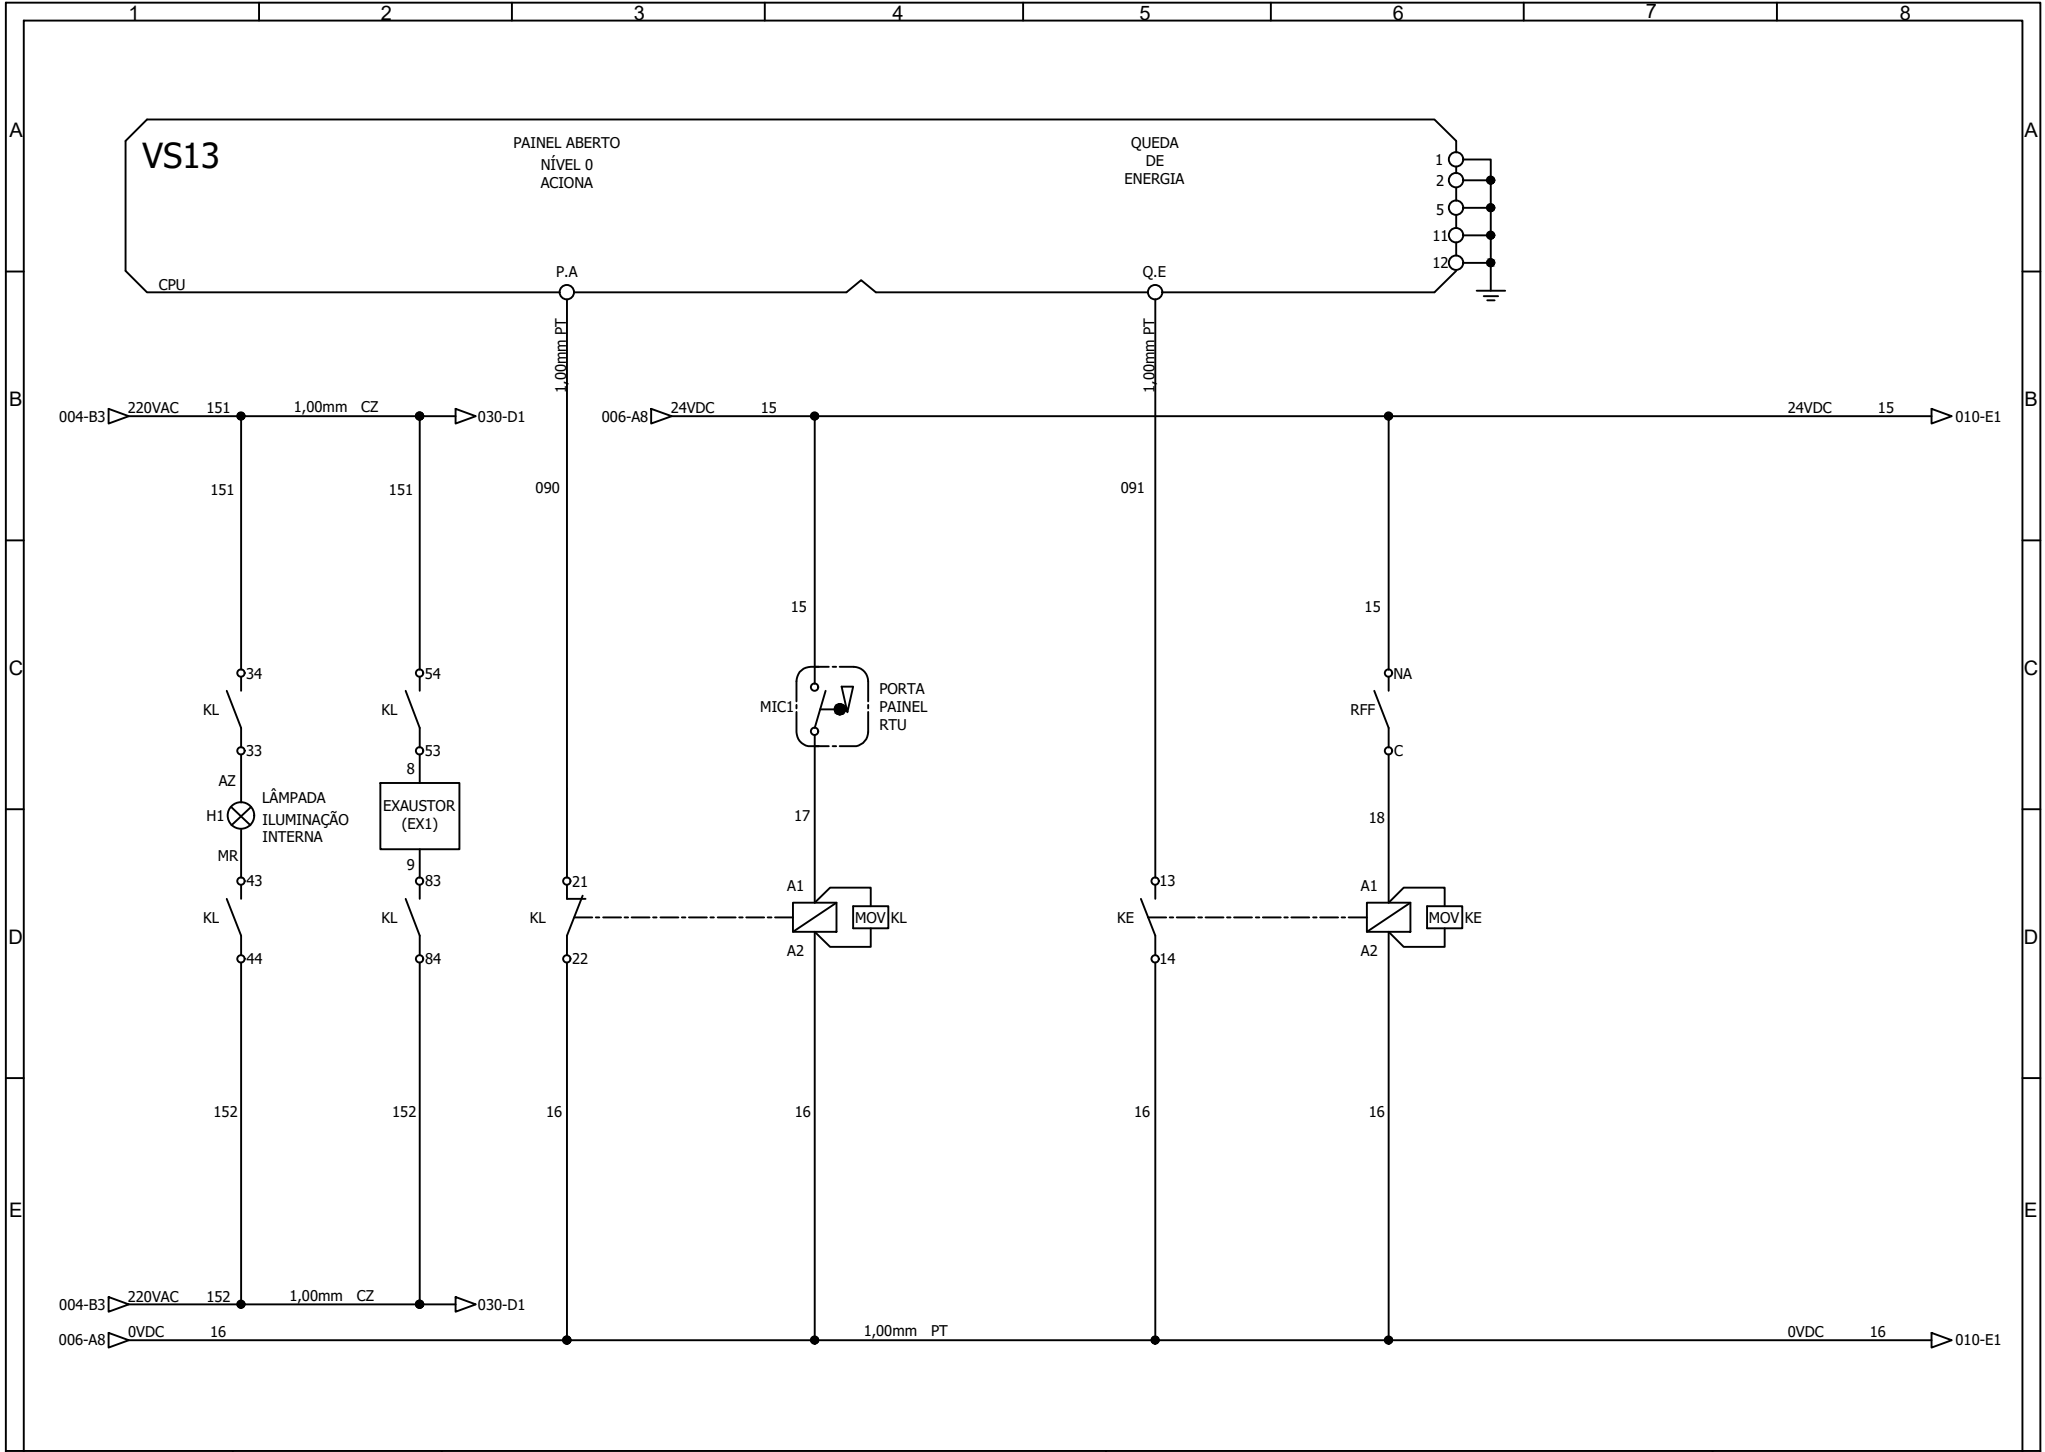 1 2 3 4 5 6 7 8
A A
VS13
PAINEL ABERTO
NÍVEL 0
ACIONA
QUEDA
DE
ENERGIA
1
2
5
11
12
CPU
P.A
Q.E
1,00mm PT
1,00mm PT
B B
004-B3 220VAC 151 1,00mm CZ 030-D1
006-A8 24VDC 15 24VDC 15 010-E1
151 151 090 091
15 15
C C
34 54 NA
KL KL MIC1 RFF
PORTA
PAINEL
RTU
33 53 C
AZ 8
H1
LÂMPADA
ILUMINAÇÃO
INTERNA
EXAUSTOR
(EX1)
17 18
MR 9
43 83 21 A1 13 A1
D D
KL KL KL MOV KL KE MOV KE
44 84 22 A2 14 A2
152 152 16 16 16 16
E E
004-B3 220VAC 152 1,00mm CZ 030-D1
006-A8 0VDC 16 1,00mm PT 0VDC 16 010-E1